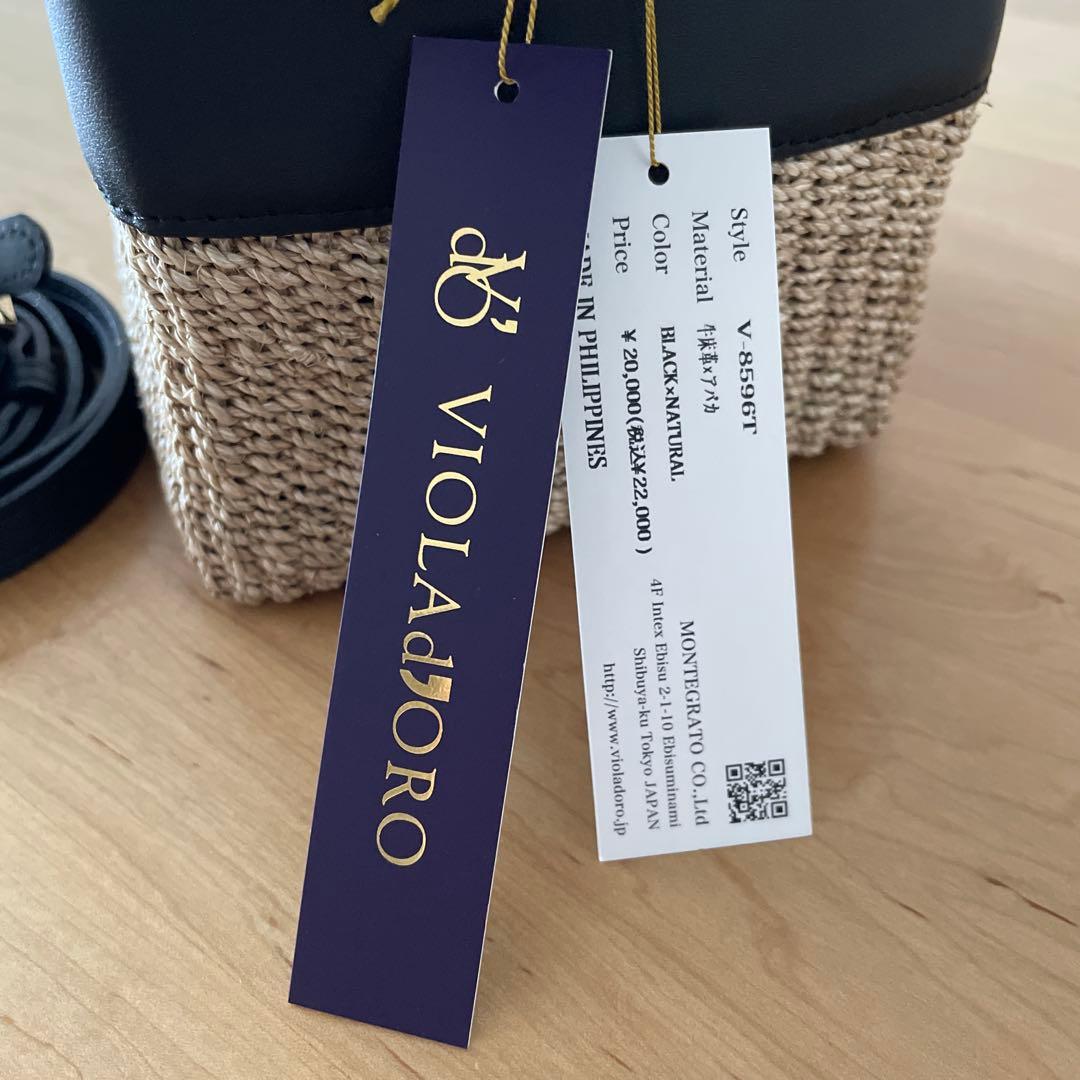 dV'O
VIOLAd'ORO
Style V-8596T
Material 牛床革×アバカ
Color BLACK×NATURAL
Price ¥ 20,000(税込¥22,000)
MADE IN PHILIPPINES
MONTEGRATO CO.,Ltd
4F Intex Ebisu 2-1-10 Ebisuminami
Shibuya-ku Tokyo JAPAN
http://www.violadoro.jp